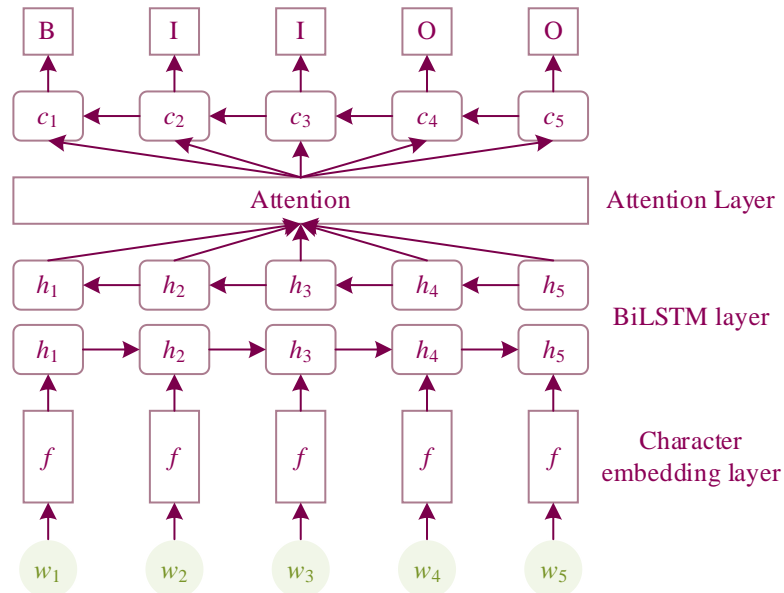 B I I O O
c1 c2 c3 c4 c5
Attention
Attention Layer
h1 h2 h3 h4 h5
BiLSTM layer
h1 h2 h3 h4 h5
f f f f f
Character
embedding layer
w1 w2 w3 w4 w5